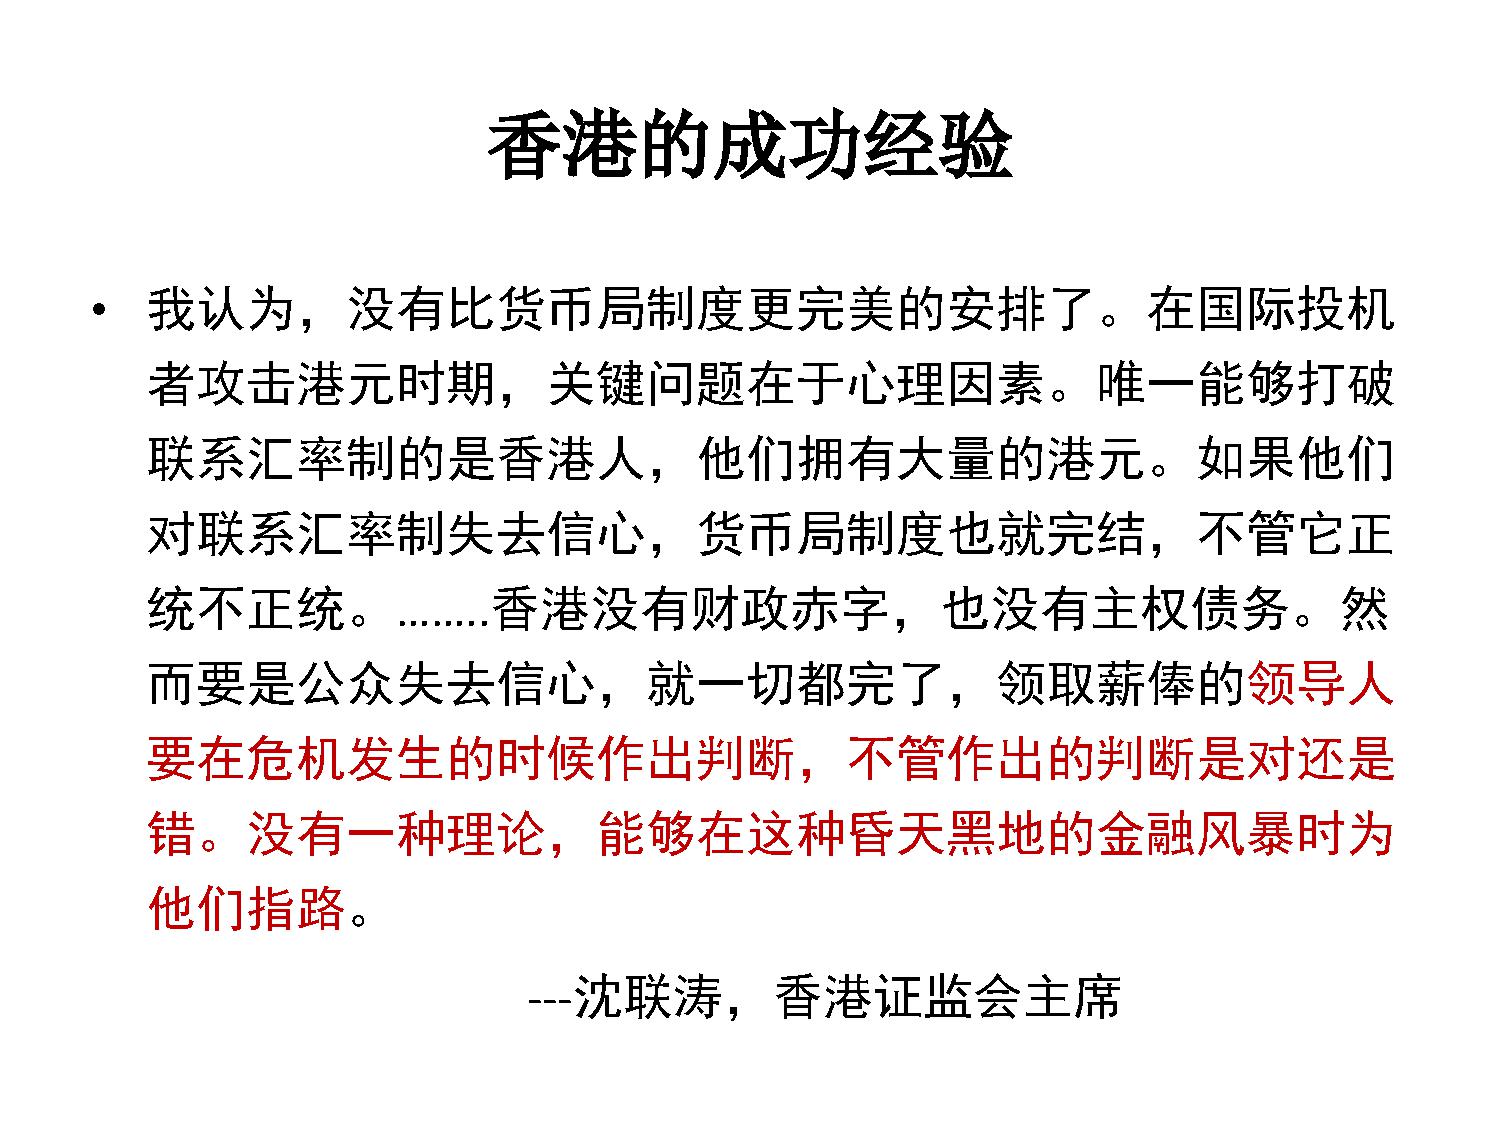 香港的成功经验
• 我认为，没有比货币局制度更完美的安排了。在国际投机
者攻击港元时期，关键问题在于心理因素。唯一能够打破
联系汇率制的是香港人，他们拥有大量的港元。如果他们
对联系汇率制失去信心，货币局制度也就完结，不管它正
统不正统。……..香港没有财政赤字，也没有主权债务。然
而要是公众失去信心，就一切都完了，领取薪俸的领导人
要在危机发生的时候作出判断，不管作出的判断是对还是
错。没有一种理论，能够在这种昏天黑地的金融风暴时为
他们指路。
---沈联涛，香港证监会主席